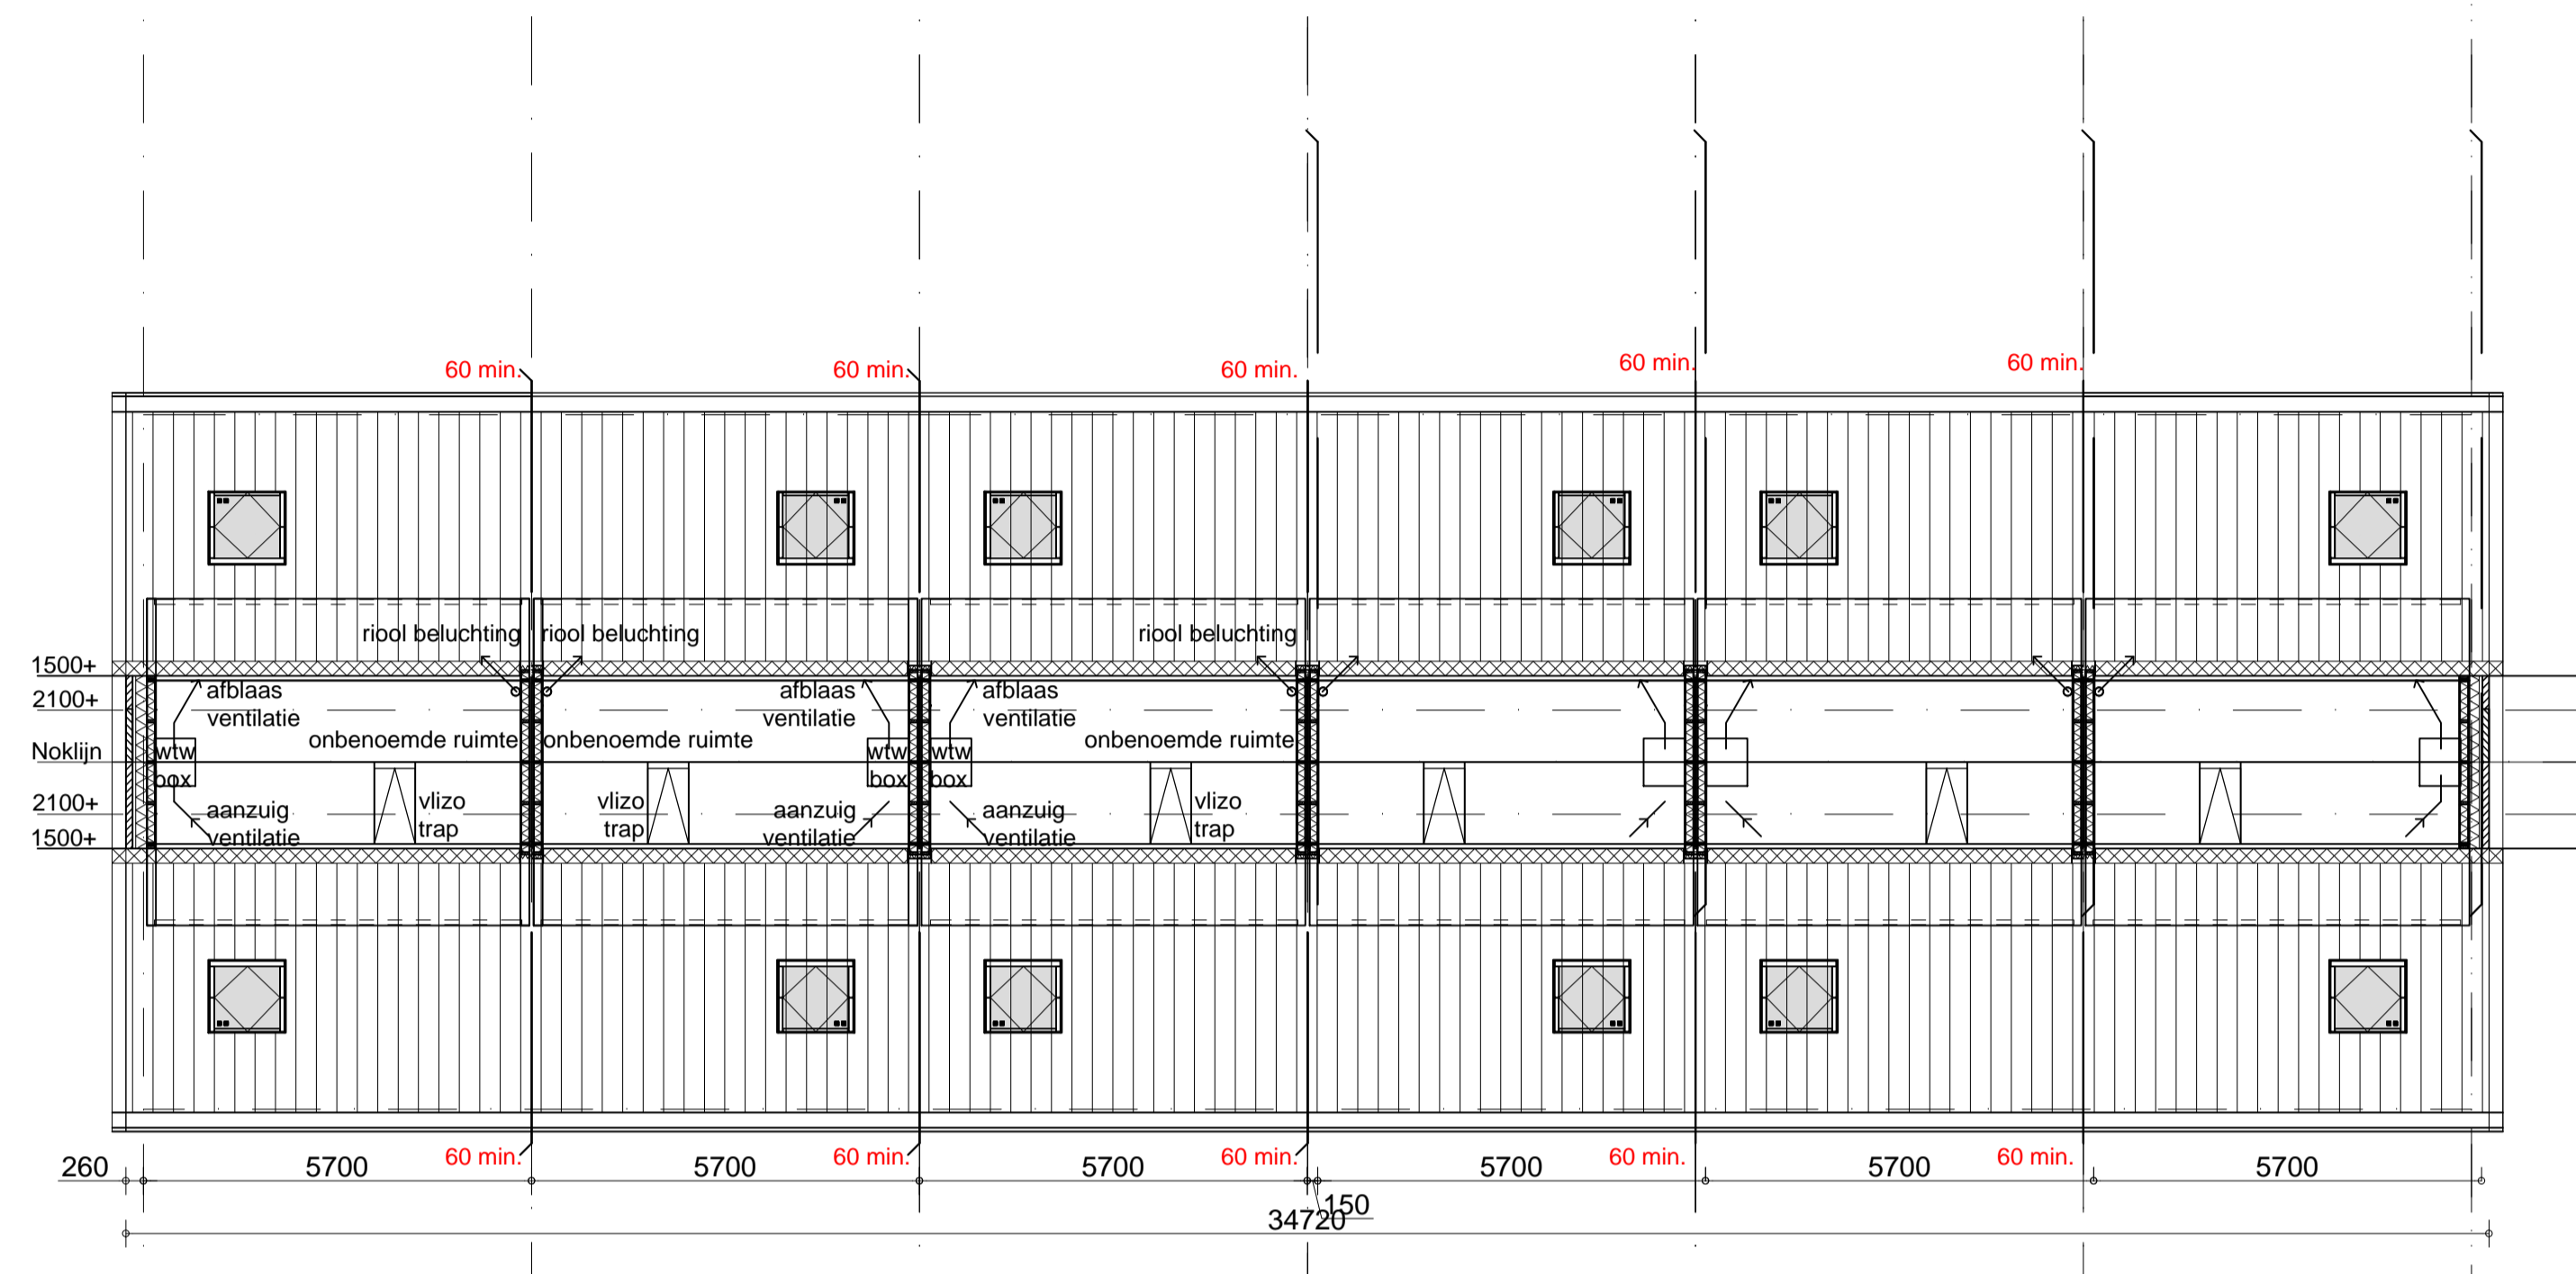 60 min. 60 min. 60 min. 60 min. 60 min.
riool beluchting riool beluchting riool beluchting
1500+
afblaas afblaas afblaas
2100+
ventilatie ventilatie ventilatie
onbenoemde ruimte onbenoemde ruimte onbenoemde ruimte
Noklijn
wtw wtw wtw
box box box
2100+
vlizo vlizo vlizo
aanzuig aanzuig aanzuig
trap trap trap
1500+
ventilatie ventilatie ventilatie
60 min. 60 min. 60 min. 60 min. 60 min.
260 5700 5700 5700 5700 5700 5700
150
34720